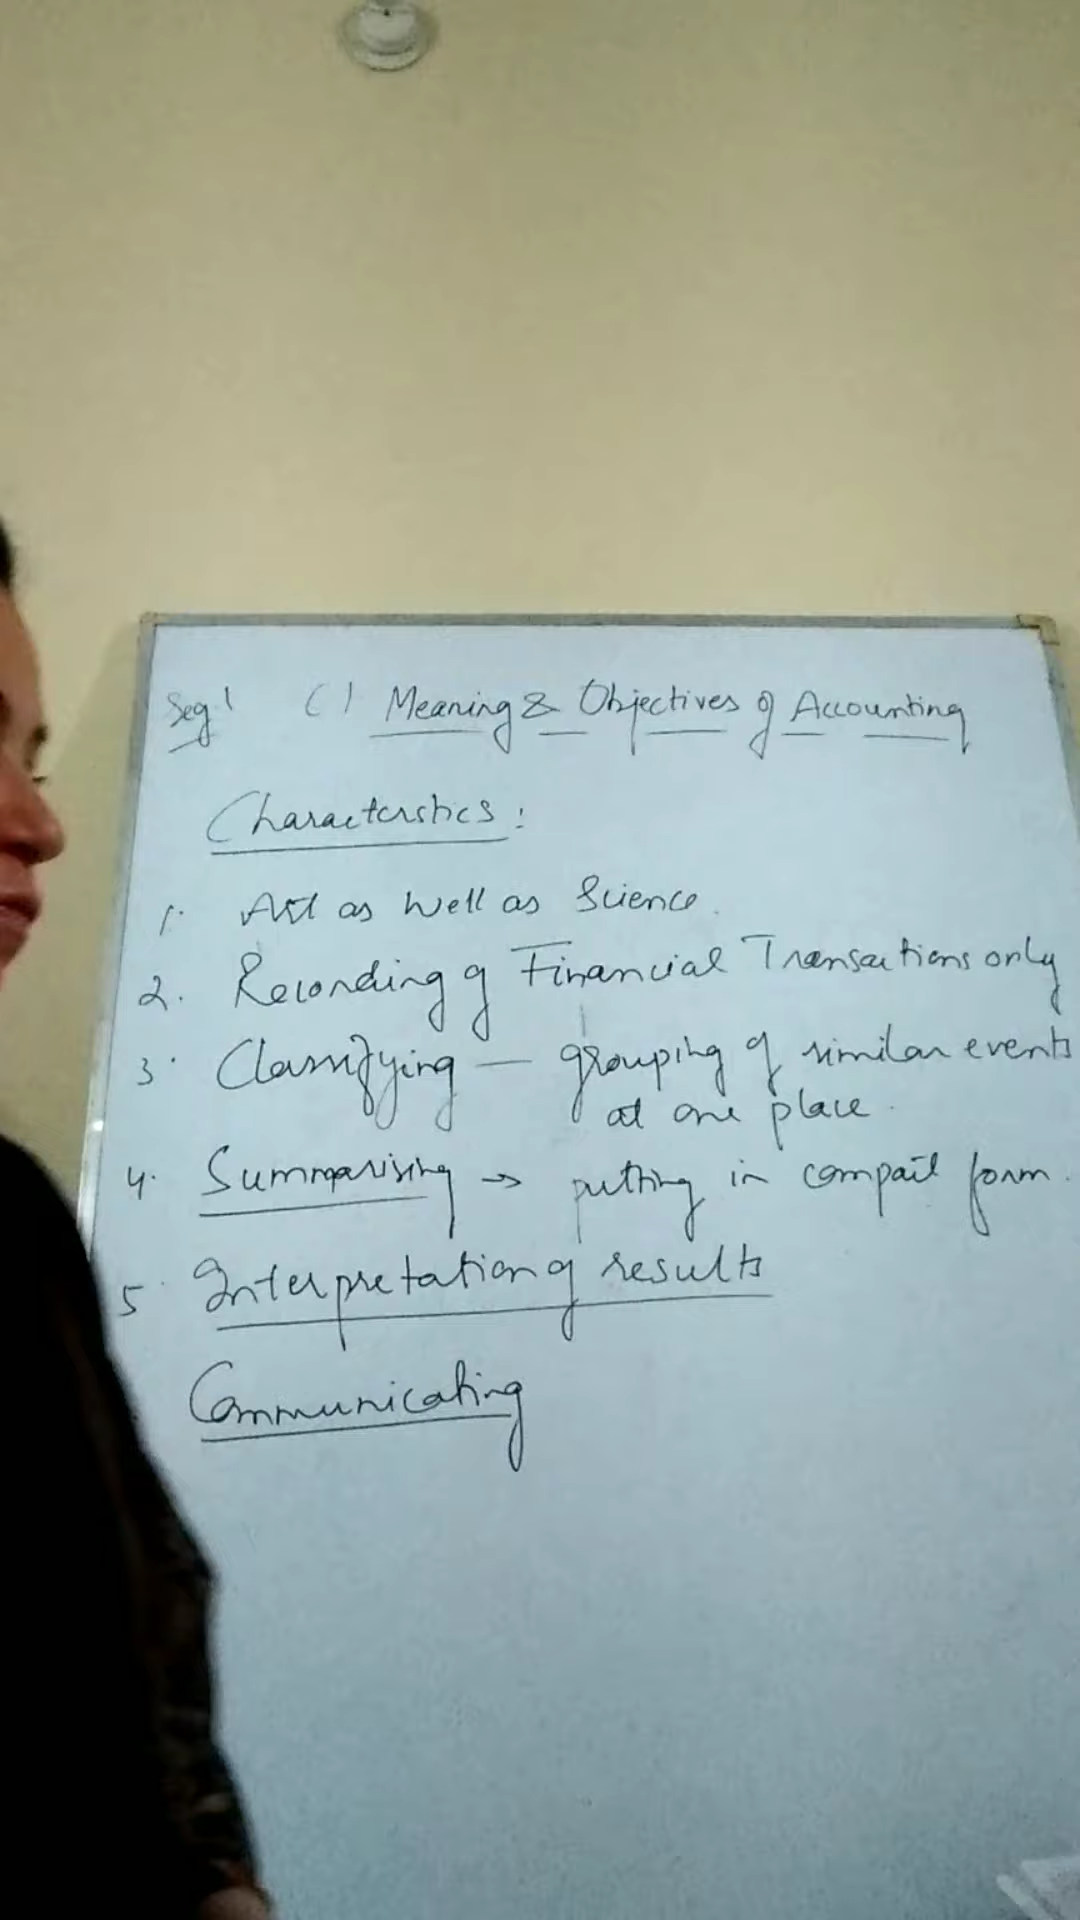 Seg 1 C1 Meaning & Objectives of Accounting
Characterstics:
1. Art as well as Science.
2. Recording of Financial Transactions only
3. Classifying — grouping of similar events
at one place.
4. Summarising → putting in compact form.
5. Interpretation of results
Communicating